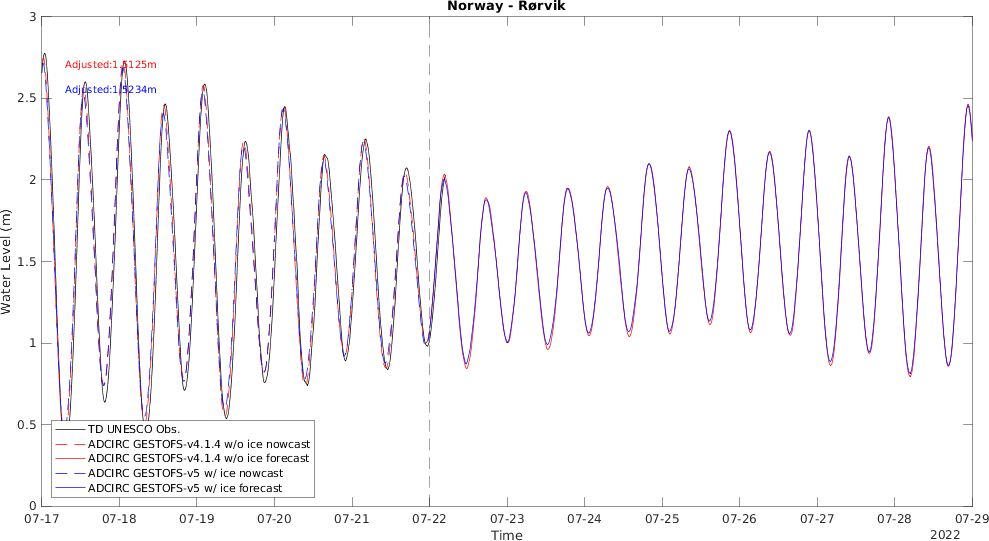 Norway - Rørvik
3
Adjusted:1.5125m
Adjusted:1.5234m
2.5
2
1.5
1
0.5
0
Water Level (m)
TD UNESCO Obs.
ADCIRC GESTOFS-v4.1.4 w/o ice nowcast
ADCIRC GESTOFS-v4.1.4 w/o ice forecast
ADCIRC GESTOFS-v5 w/ ice nowcast
ADCIRC GESTOFS-v5 w/ ice forecast
07-17 07-18 07-19 07-20 07-21 07-22 07-23 07-24 07-25 07-26 07-27 07-28 07-29
Time
2022